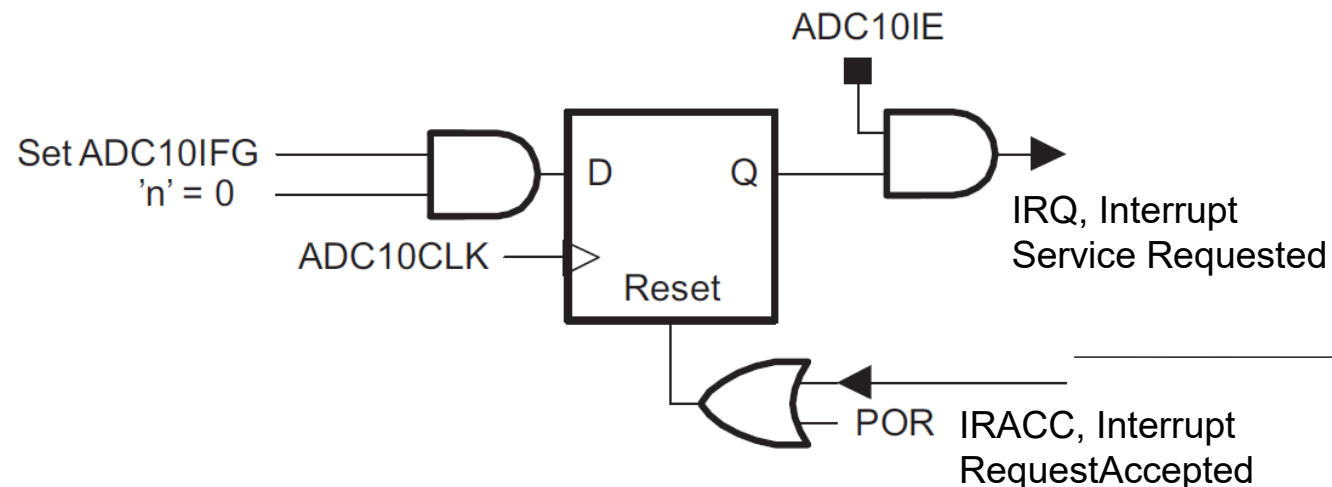 ADC10IE
Set ADC10IFG
'n' = 0
D
Q
ADC10CLK
Reset
IRQ, Interrupt
Service Requested
POR
IRACC, Interrupt
RequestAccepted